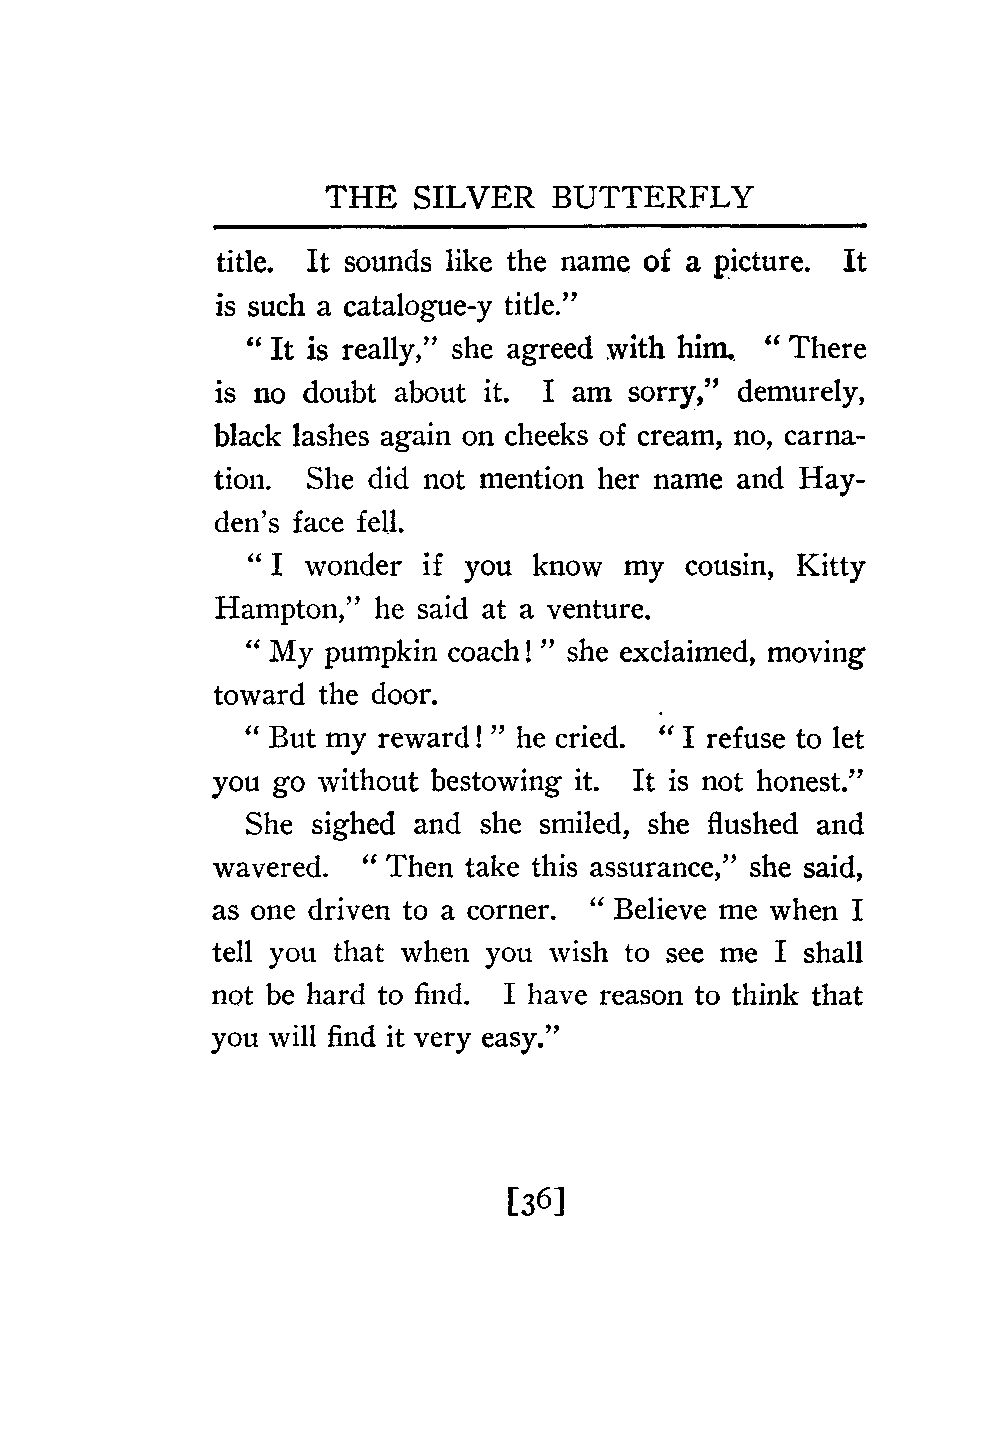 THE SILVER BUTTERFLY
title. It sounds like the name of a picture. It
is such a catalogue-y title.”
“ It is really,” she agreed with him. “ There
is no doubt about it. I am sorry,” demurely,
black lashes again on cheeks of cream, no, carna-
tion. She did not mention her name and Hay-
den’s face fell.
“ I wonder if you know my cousin, Kitty
Hampton,” he said at a venture.
“ My pumpkin coach! ” she exclaimed, moving
toward the door.
“ But my reward! ” he cried. “ I refuse to let
you go without bestowing it. It is not honest.”
She sighed and she smiled, she flushed and
wavered. “ Then take this assurance,” she said,
as one driven to a corner. “ Believe me when I
tell you that when you wish to see me I shall
not be hard to find. I have reason to think that
you will find it very easy.”
[36]